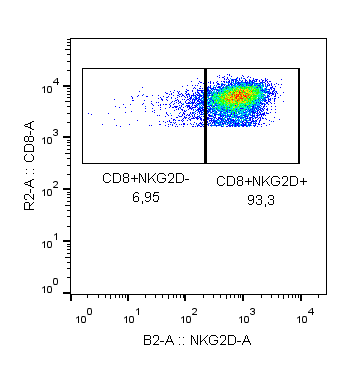 R2-A :: CD8-A
10^4
10^3
10^2
10^1
10^0
CD8+NKG2D-
6,95
CD8+NKG2D+
93,3
10^0 10^1 10^2 10^3 10^4
B2-A :: NKG2D-A